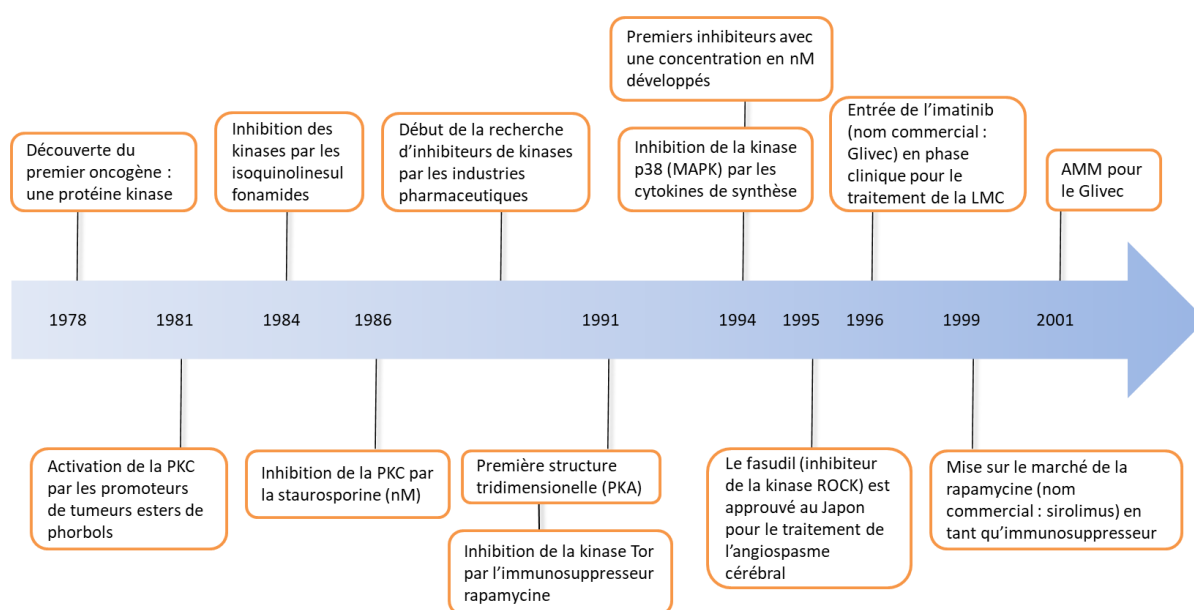 Premiers inhibiteurs avec
une concentration en nM
développés
Découverte du
premier oncogène :
une protéine kinase
Inhibition des
kinases par les
isoquinolinesul
fonamides
Début de la recherche
d'inhibiteurs de kinases
par les industries
pharmaceutiques
Inhibition de la kinase
p38 (MAPK) par les
cytokines de synthèse
Entrée de l'imatinib
(nom commercial :
Glivec) en phase
clinique pour le
traitement de la LMC
AMM pour
le Glivec
1978 1981 1984 1986 1991 1994 1995 1996 1999 2001
Activation de la PKC
par les promoteurs
de tumeurs esters de
phorbols
Inhibition de la PKC par
la staurosporine (nM)
Première structure
tridimensionelle (PKA)
Inhibition de la kinase Tor
par l'immunosuppresseur
rapamycine
Le fasudil (inhibiteur
de la kinase ROCK) est
approuvé au Japon
pour le traitement de
l'angiospasme
cérébral
Mise sur le marché de la
rapamycine (nom
commercial : sirolimus) en
tant qu'immunosuppresseur